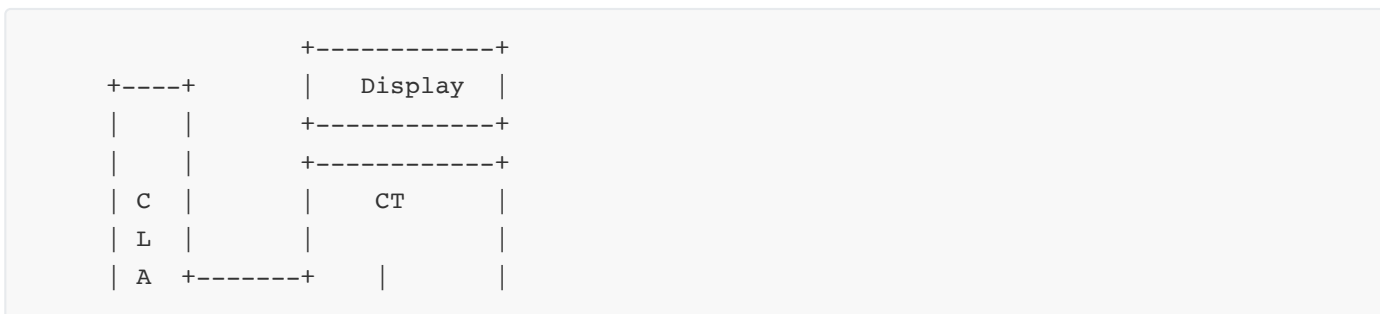 +------------+
    +----+       |   Display  |
    |    |       +------------+
    |    |       +------------+
    | C  |       |    CT      |
    | L  |       |            |
    | A  +-------+    |       |